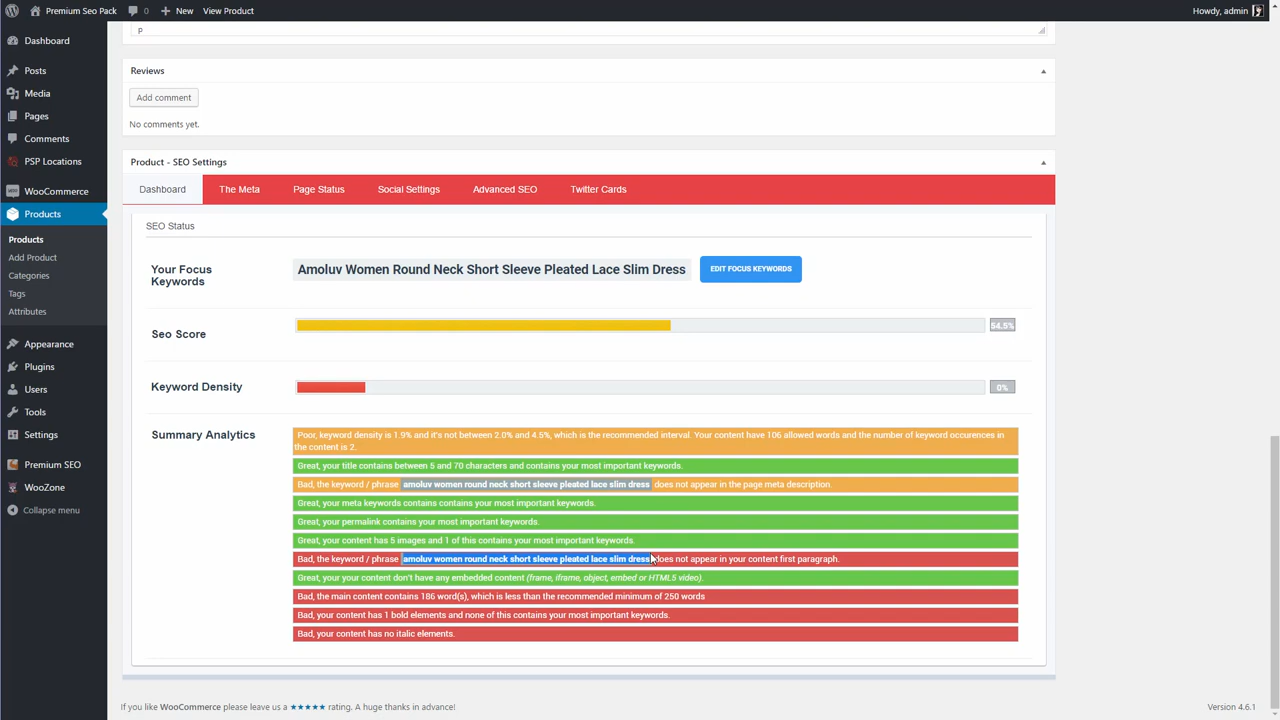 Premium Seo Pack
0
New
View Product
Howdy, admin
Dashboard
Posts
Media
Pages
Comments
PSP Locations
WooCommerce
Products
Products
Add Product
Categories
Tags
Attributes
Appearance
Plugins
Users
Tools
Settings
Premium SEO
WooZone
Collapse menu
p
Reviews
Add comment
No comments yet.
Product - SEO Settings
Dashboard
The Meta
Page Status
Social Settings
Advanced SEO
Twitter Cards
SEO Status
Your Focus
Keywords
Amoluv Women Round Neck Short Sleeve Pleated Lace Slim Dress
EDIT FOCUS KEYWORDS
Seo Score
54.5%
Keyword Density
0%
Summary Analytics
Poor, keyword density is 1.9% and it's not between 2.0% and 4.5%, which is the recommended interval. Your content have 106 allowed words and the number of keyword occurences in
the content is 2.
Great, your title contains between 5 and 70 characters and contains your most important keywords.
Bad, the keyword / phrase amoluv women round neck short sleeve pleated lace slim dress does not appear in the page meta description.
Great, your meta keywords contains contains your most important keywords.
Great, your permalink contains your most important keywords.
Great, your content has 5 images and 1 of this contains your most important keywords.
Bad, the keyword / phrase amoluv women round neck short sleeve pleated lace slim dress does not appear in your content first paragraph.
Great, your your content don't have any embedded content (frame, iframe, object, embed or HTML5 video).
Bad, the main content contains 186 word(s), which is less than the recommended minimum of 250 words
Bad, your content has 1 bold elements and none of this contains your most important keywords.
Bad, your content has no italic elements.
If you like WooCommerce please leave us a ★★★★★ rating. A huge thanks in advance!
Version 4.6.1